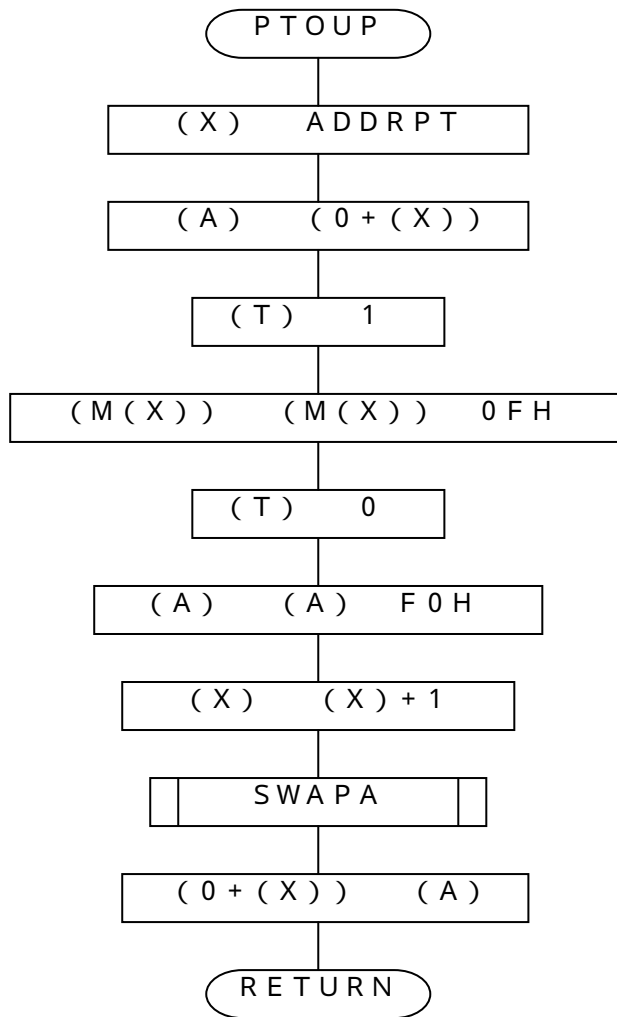 PTOUP
(X) ADDRPT
(A) (0+(X))
(T) 1
(M(X)) (M(X)) 0FH
(T) 0
(A) (A) F0H
(X) (X)+1
SWAPA
(0+(X)) (A)
RETURN